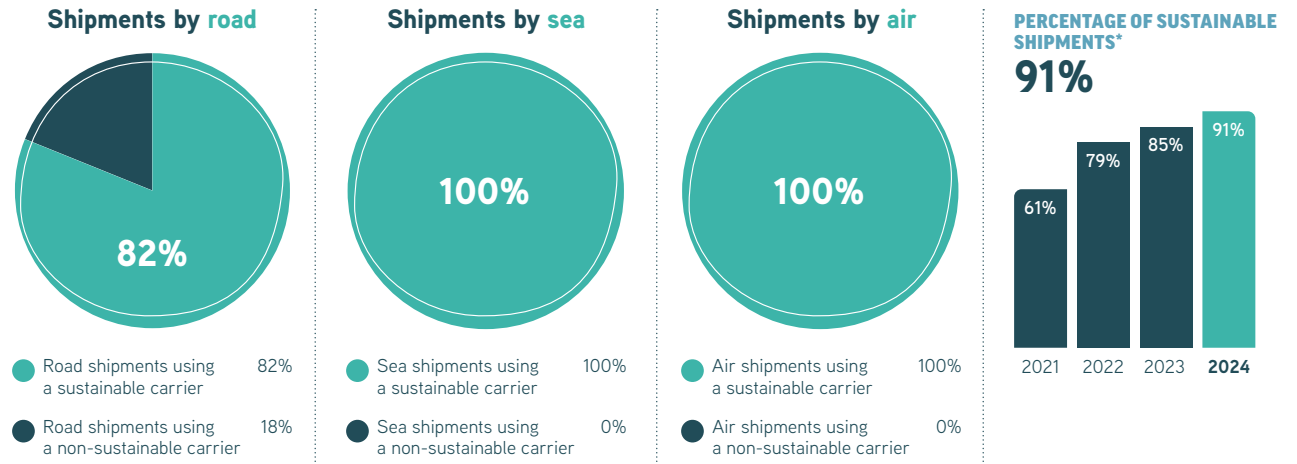 Shipments by road
82%
Road shipments using 82%
a sustainable carrier
Road shipments using 18%
a non-sustainable carrier
Shipments by sea
100%
Sea shipments using 100%
a sustainable carrier
Sea shipments using 0%
a non-sustainable carrier
Shipments by air
100%
Air shipments using 100%
a sustainable carrier
Air shipments using 0%
a non-sustainable carrier
PERCENTAGE OF SUSTAINABLE
SHIPMENTS*
91%
61% 79% 85% 91%
2021 2022 2023 2024